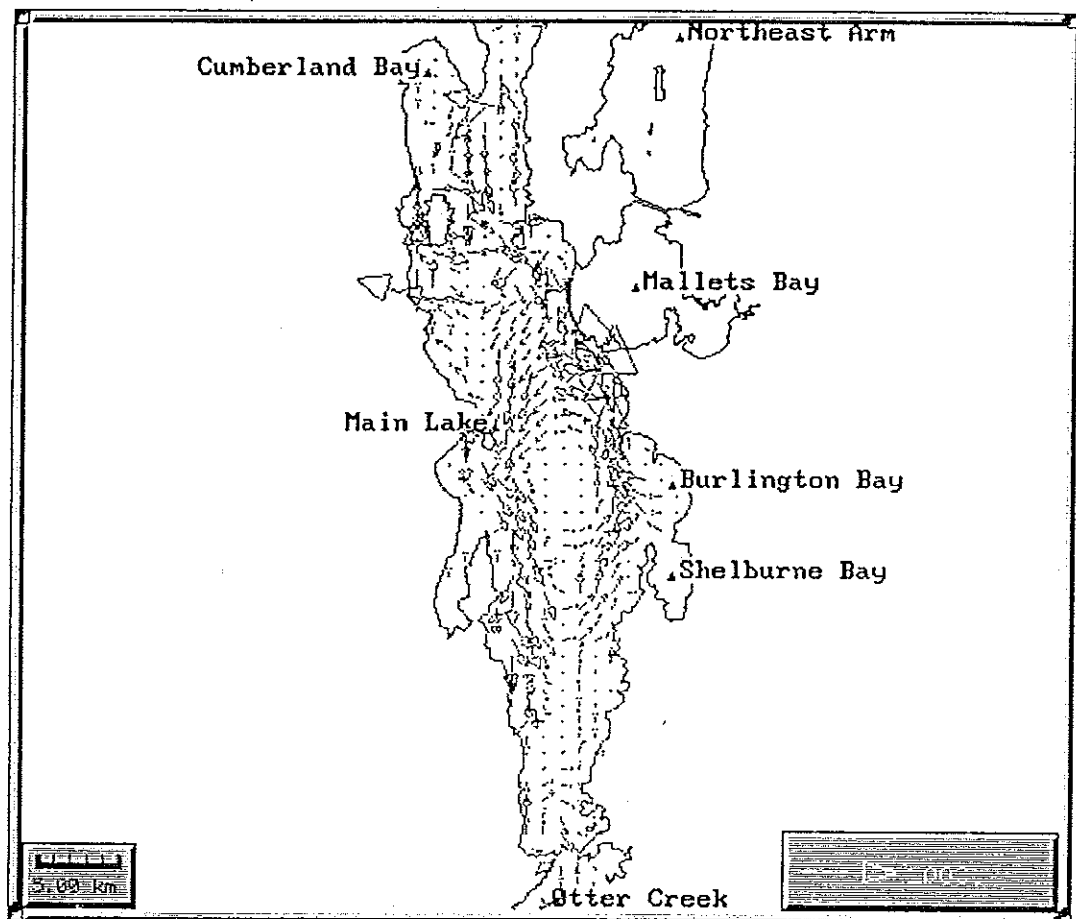 Northeast Arm
Cumberland Bay
Mallets Bay
Main Lake
Burlington Bay
Shelburne Bay
5.00 km
Otter Creek